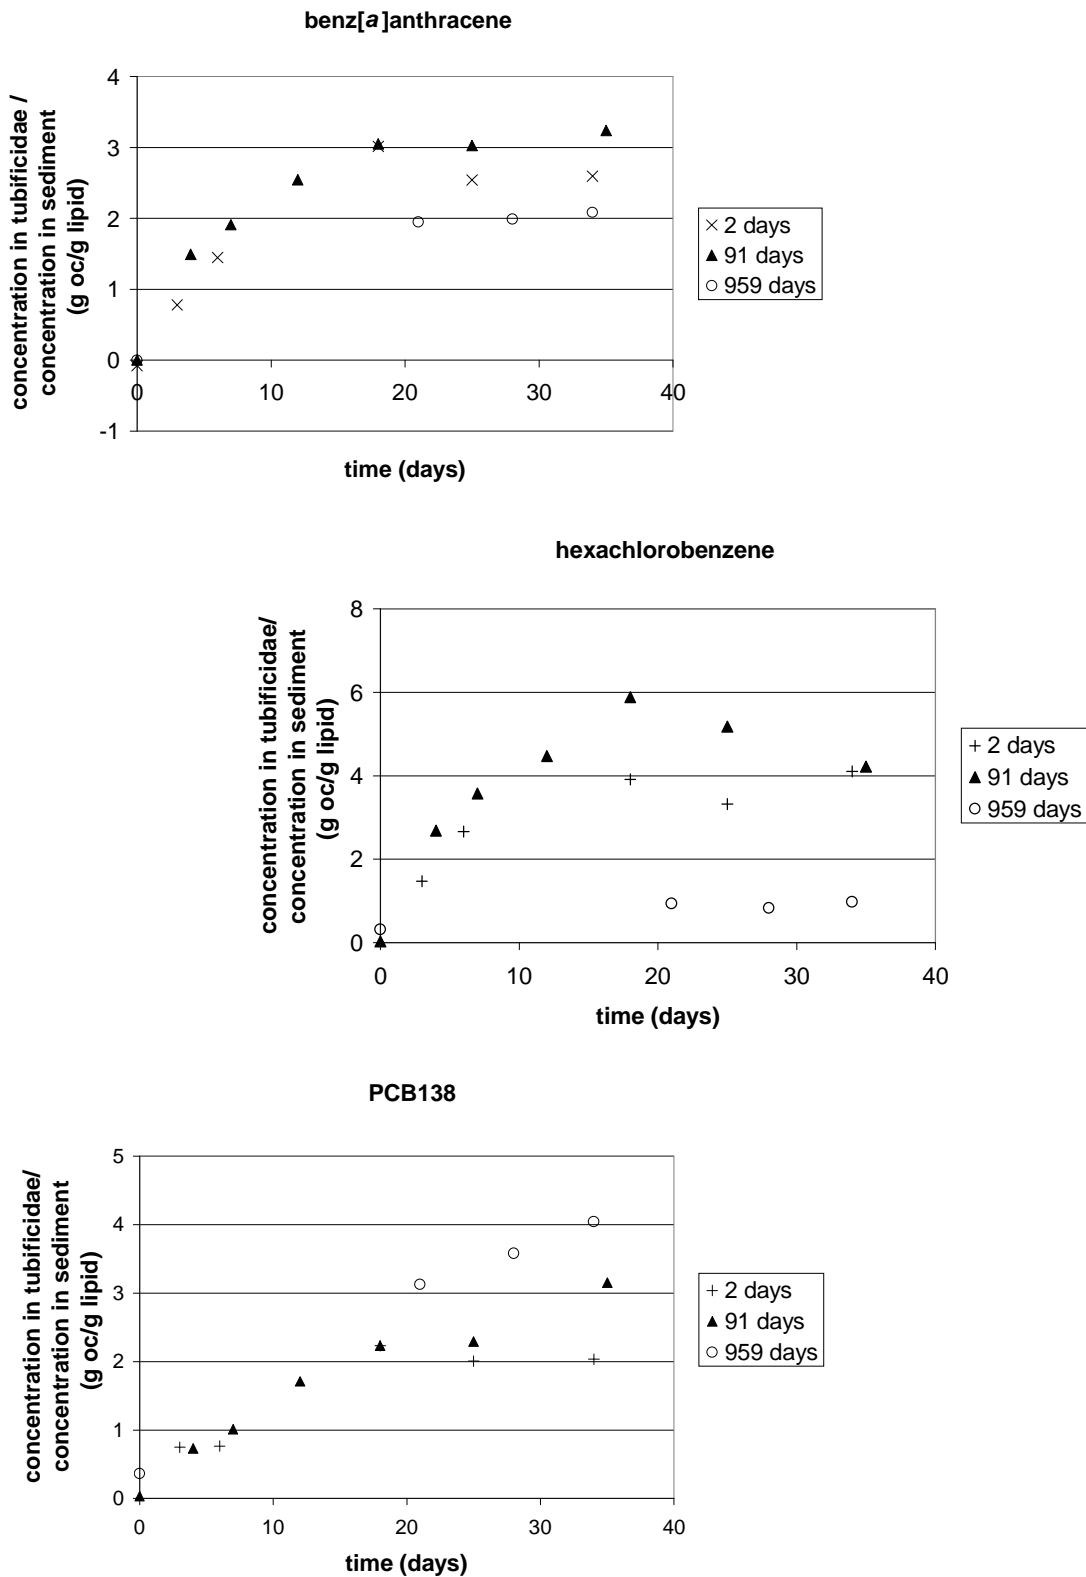 benz[a]anthracene
concentration in tubificidae /
concentration in sediment
(g oc/g lipid)
4
3
2
1
0
-1
0
10
20
30
40
time (days)
2 days
91 days
959 days
hexachlorobenzene
concentration in tubificidae/
concentration in sediment
(g oc/g lipid)
8
6
4
2
0
0
10
20
30
40
time (days)
2 days
91 days
959 days
PCB138
concentration in tubificidae/
concentration in sediment
(g oc/g lipid)
5
4
3
2
1
0
0
10
20
30
40
time (days)
2 days
91 days
959 days